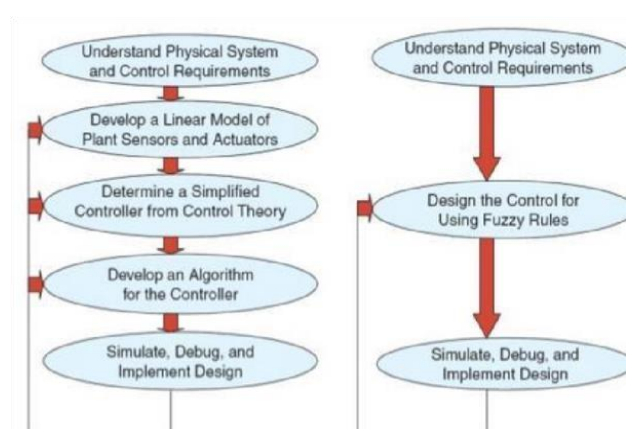 Understand Physical System
and Control Requirements
Develop a Linear Model of
Plant Sensors and Actuators
Determine a Simplified
Controller from Control Theory
Develop an Algorithm
for the Controller
Simulate, Debug, and
Implement Design
Understand Physical System
and Control Requirements
Design the Control for
Using Fuzzy Rules
Simulate, Debug, and
Implement Design